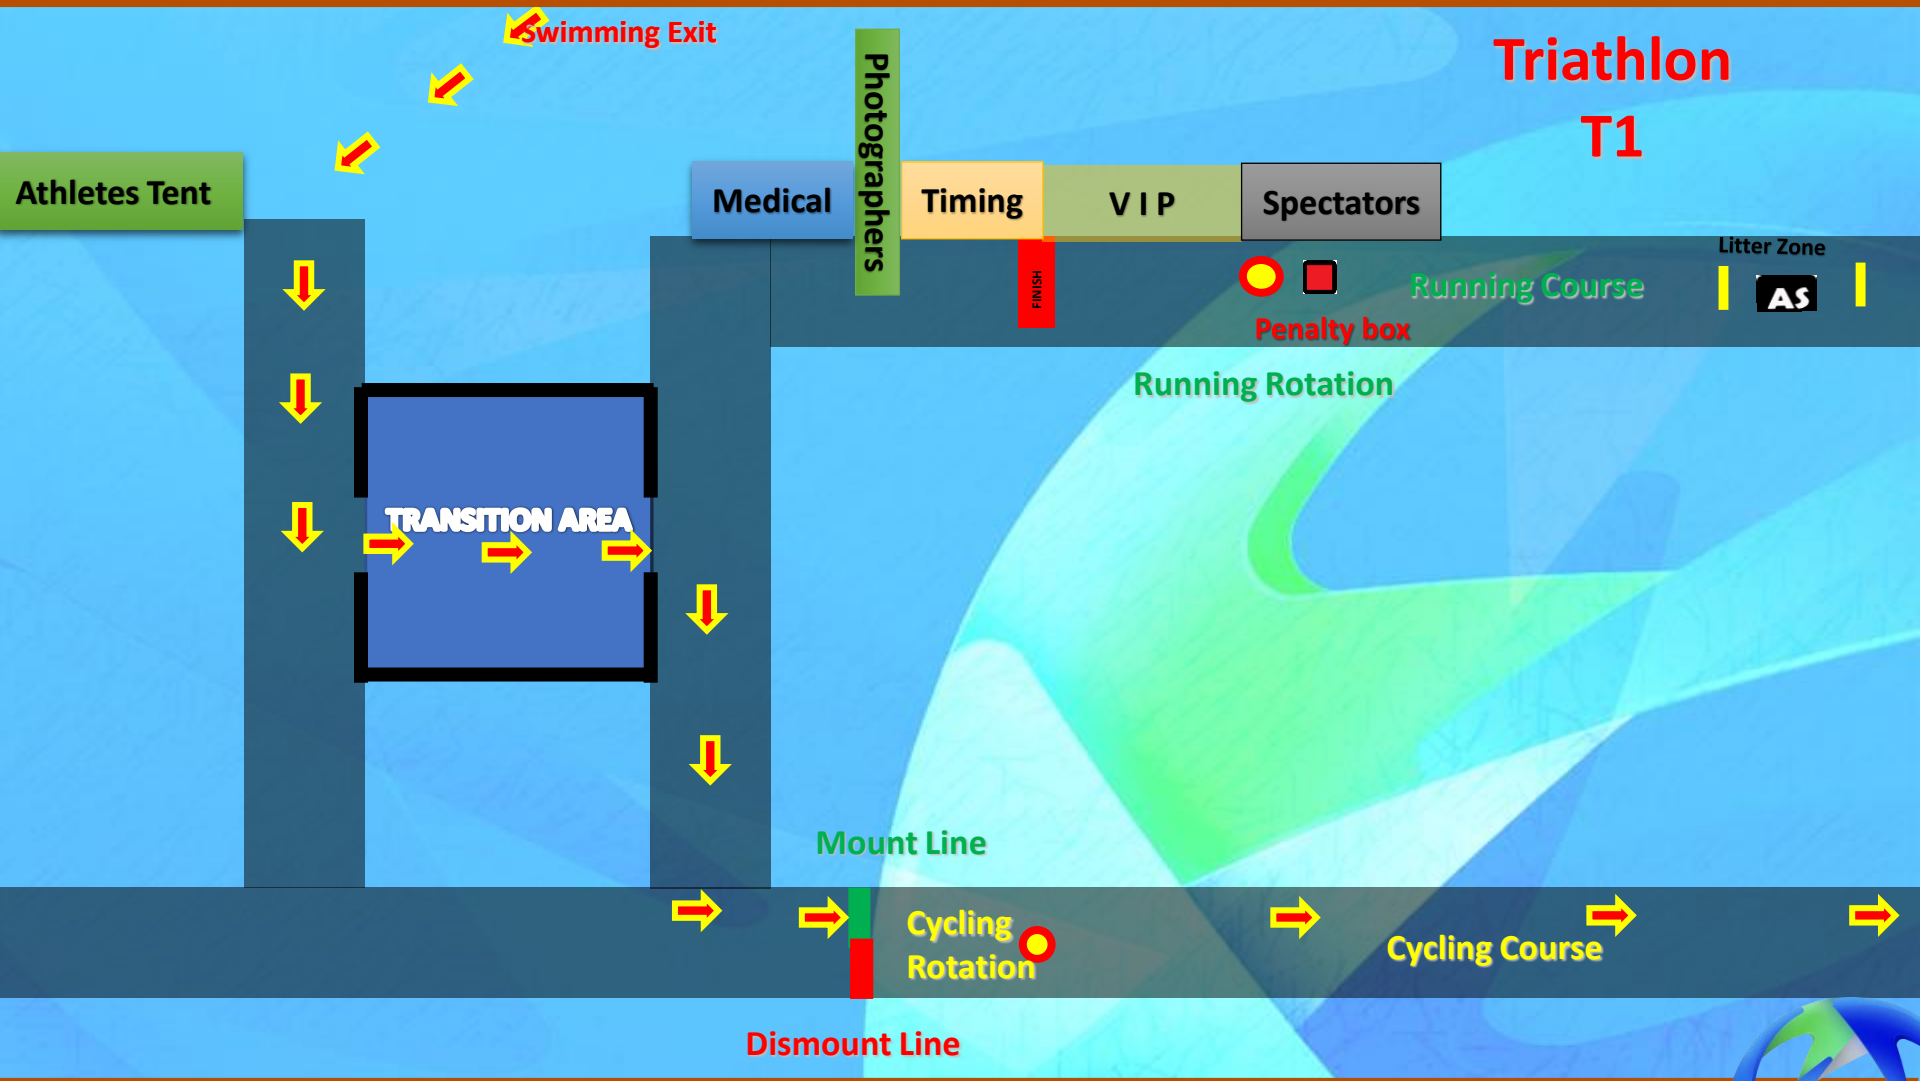 Swimming Exit
Triathlon
T1
Photographers
Athletes Tent
Medical
Timing
V I P
Spectators
Litter Zone
FINISH
Running Course
AS
Penalty box
Running Rotation
TRANSITION AREA
Mount Line
Cycling
Rotation
Cycling Course
Dismount Line